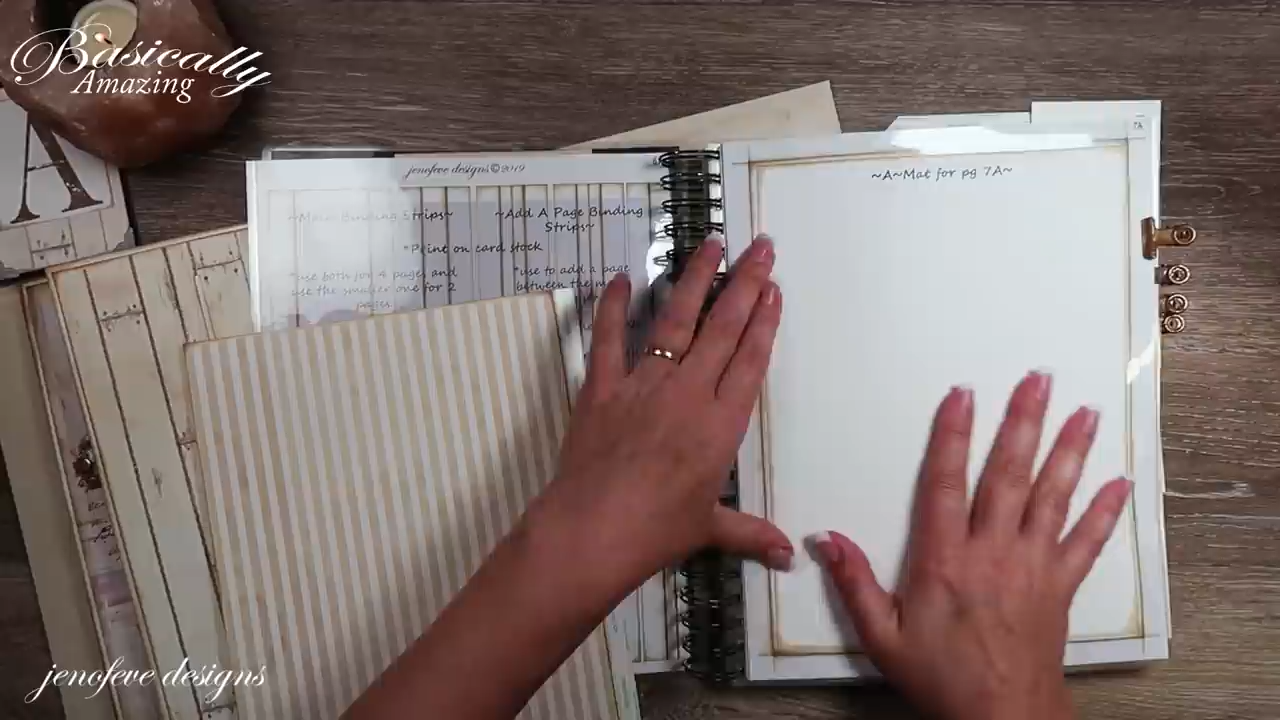 Basically
Amazing
A
jenofeve designs©2019
~Main Binding Strips~
~Add A Page Binding
Strips~
*Print on card stock
*use both for 4 pages and
use the smaller one for 2
pages
*use to add a page
between the
~A~Mat for pg 7A~
7A
jenofeve designs